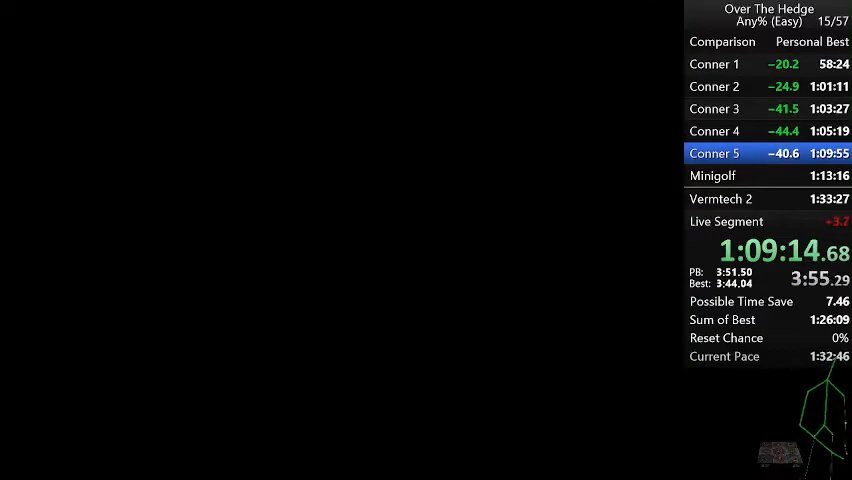 Over The Hedge
Any% (Easy) 15/57
Comparison Personal Best
Conner 1 −20.2 58:24
Conner 2 −24.9 1:01:11
Conner 3 −41.5 1:03:27
Conner 4 −44.4 1:05:19
Conner 5 −40.6 1:09:55
Minigolf 1:13:16
Vermtech 2 1:33:27
Live Segment +3.2
1:09:14.68
PB: 3:51.50 3:55.29
Best: 3:44.04
Possible Time Save 7.46
Sum of Best 1:26:09
Reset Chance 0%
Current Pace 1:32:46